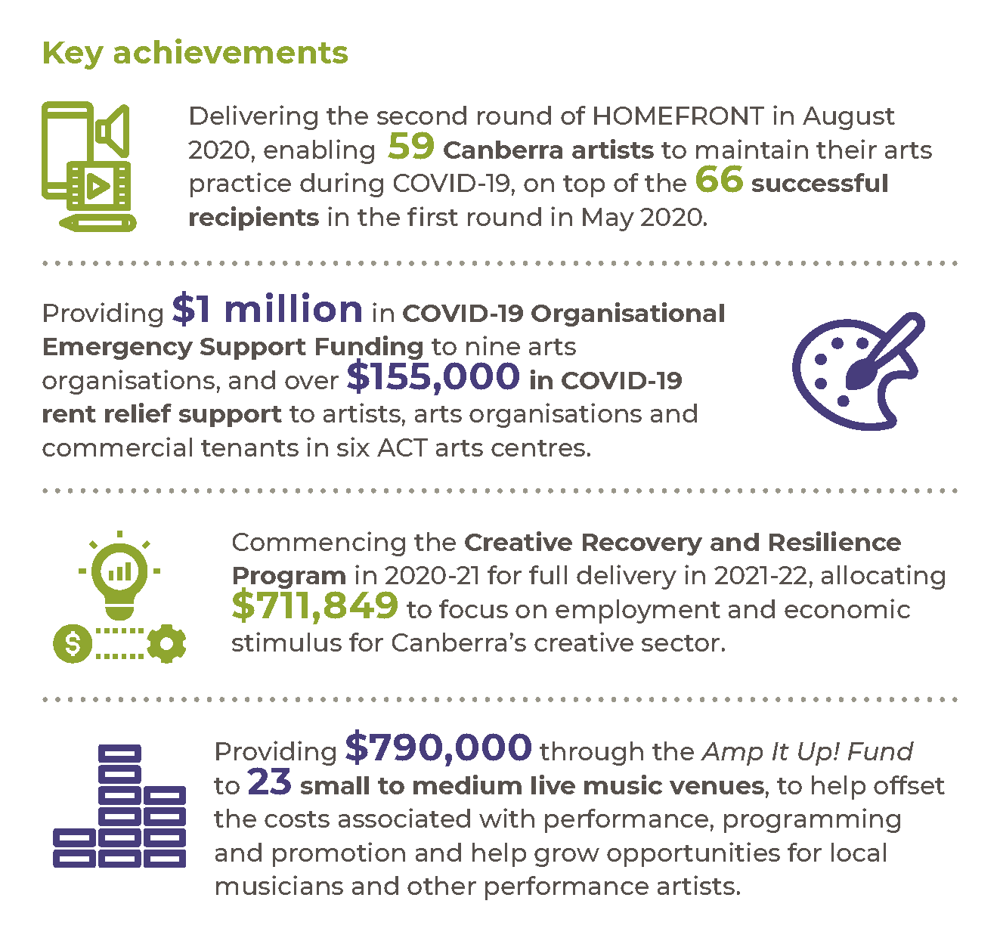 Key achievements
Delivering the second round of HOMEFRONT in August
2020, enabling 59 Canberra artists to maintain their arts
practice during COVID-19, on top of the 66 successful
recipients in the first round in May 2020.
Providing $1 million in COVID-19 Organisational
Emergency Support Funding to nine arts
organisations, and over $155,000 in COVID-19
rent relief support to artists, arts organisations and
commercial tenants in six ACT arts centres.
Commencing the Creative Recovery and Resilience
Program in 2020-21 for full delivery in 2021-22, allocating
$711,849 to focus on employment and economic
stimulus for Canberra's creative sector.
$
Providing $790,000 through the Amp It Up! Fund
to 23 small to medium live music venues, to help offset
the costs associated with performance, programming
and promotion and help grow opportunities for local
musicians and other performance artists.